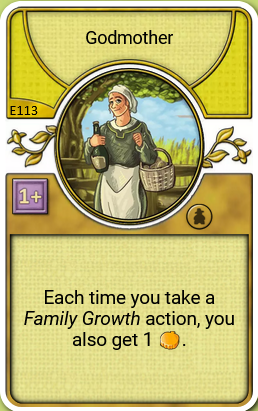 Godmother
E113
1+
Each time you take a
Family Growth action, you
also get 1 .